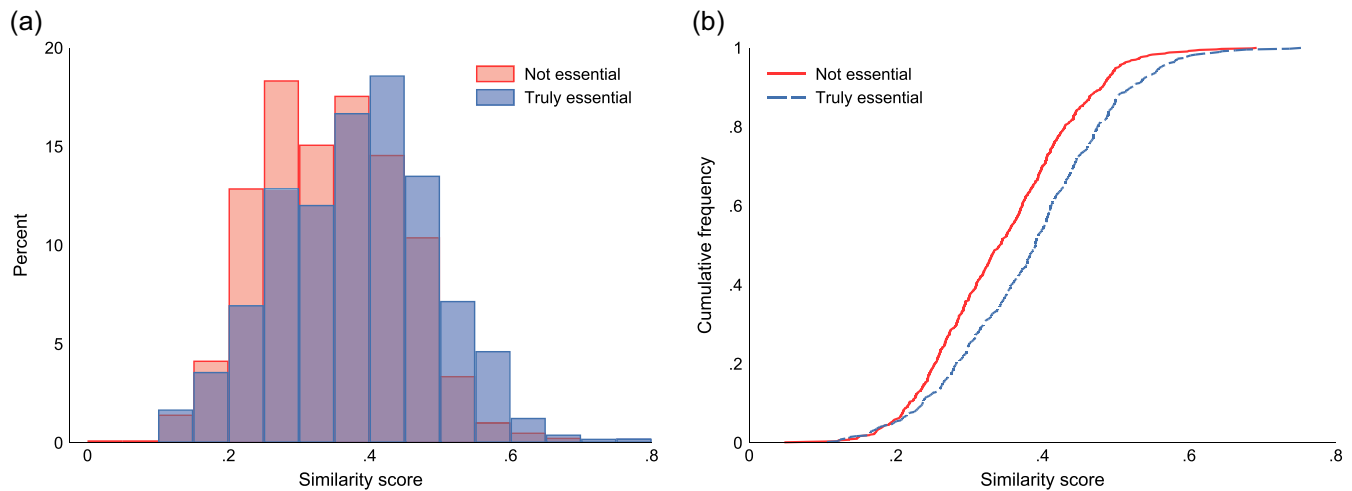 (a)
20
15
10
5
0
Percent
Not essential
Truly essential
0 .2 .4 .6 .8
Similarity score
(b)
1
.8
.6
.4
.2
0
Cumulative frequency
Not essential
Truly essential
0 .2 .4 .6 .8
Similarity score